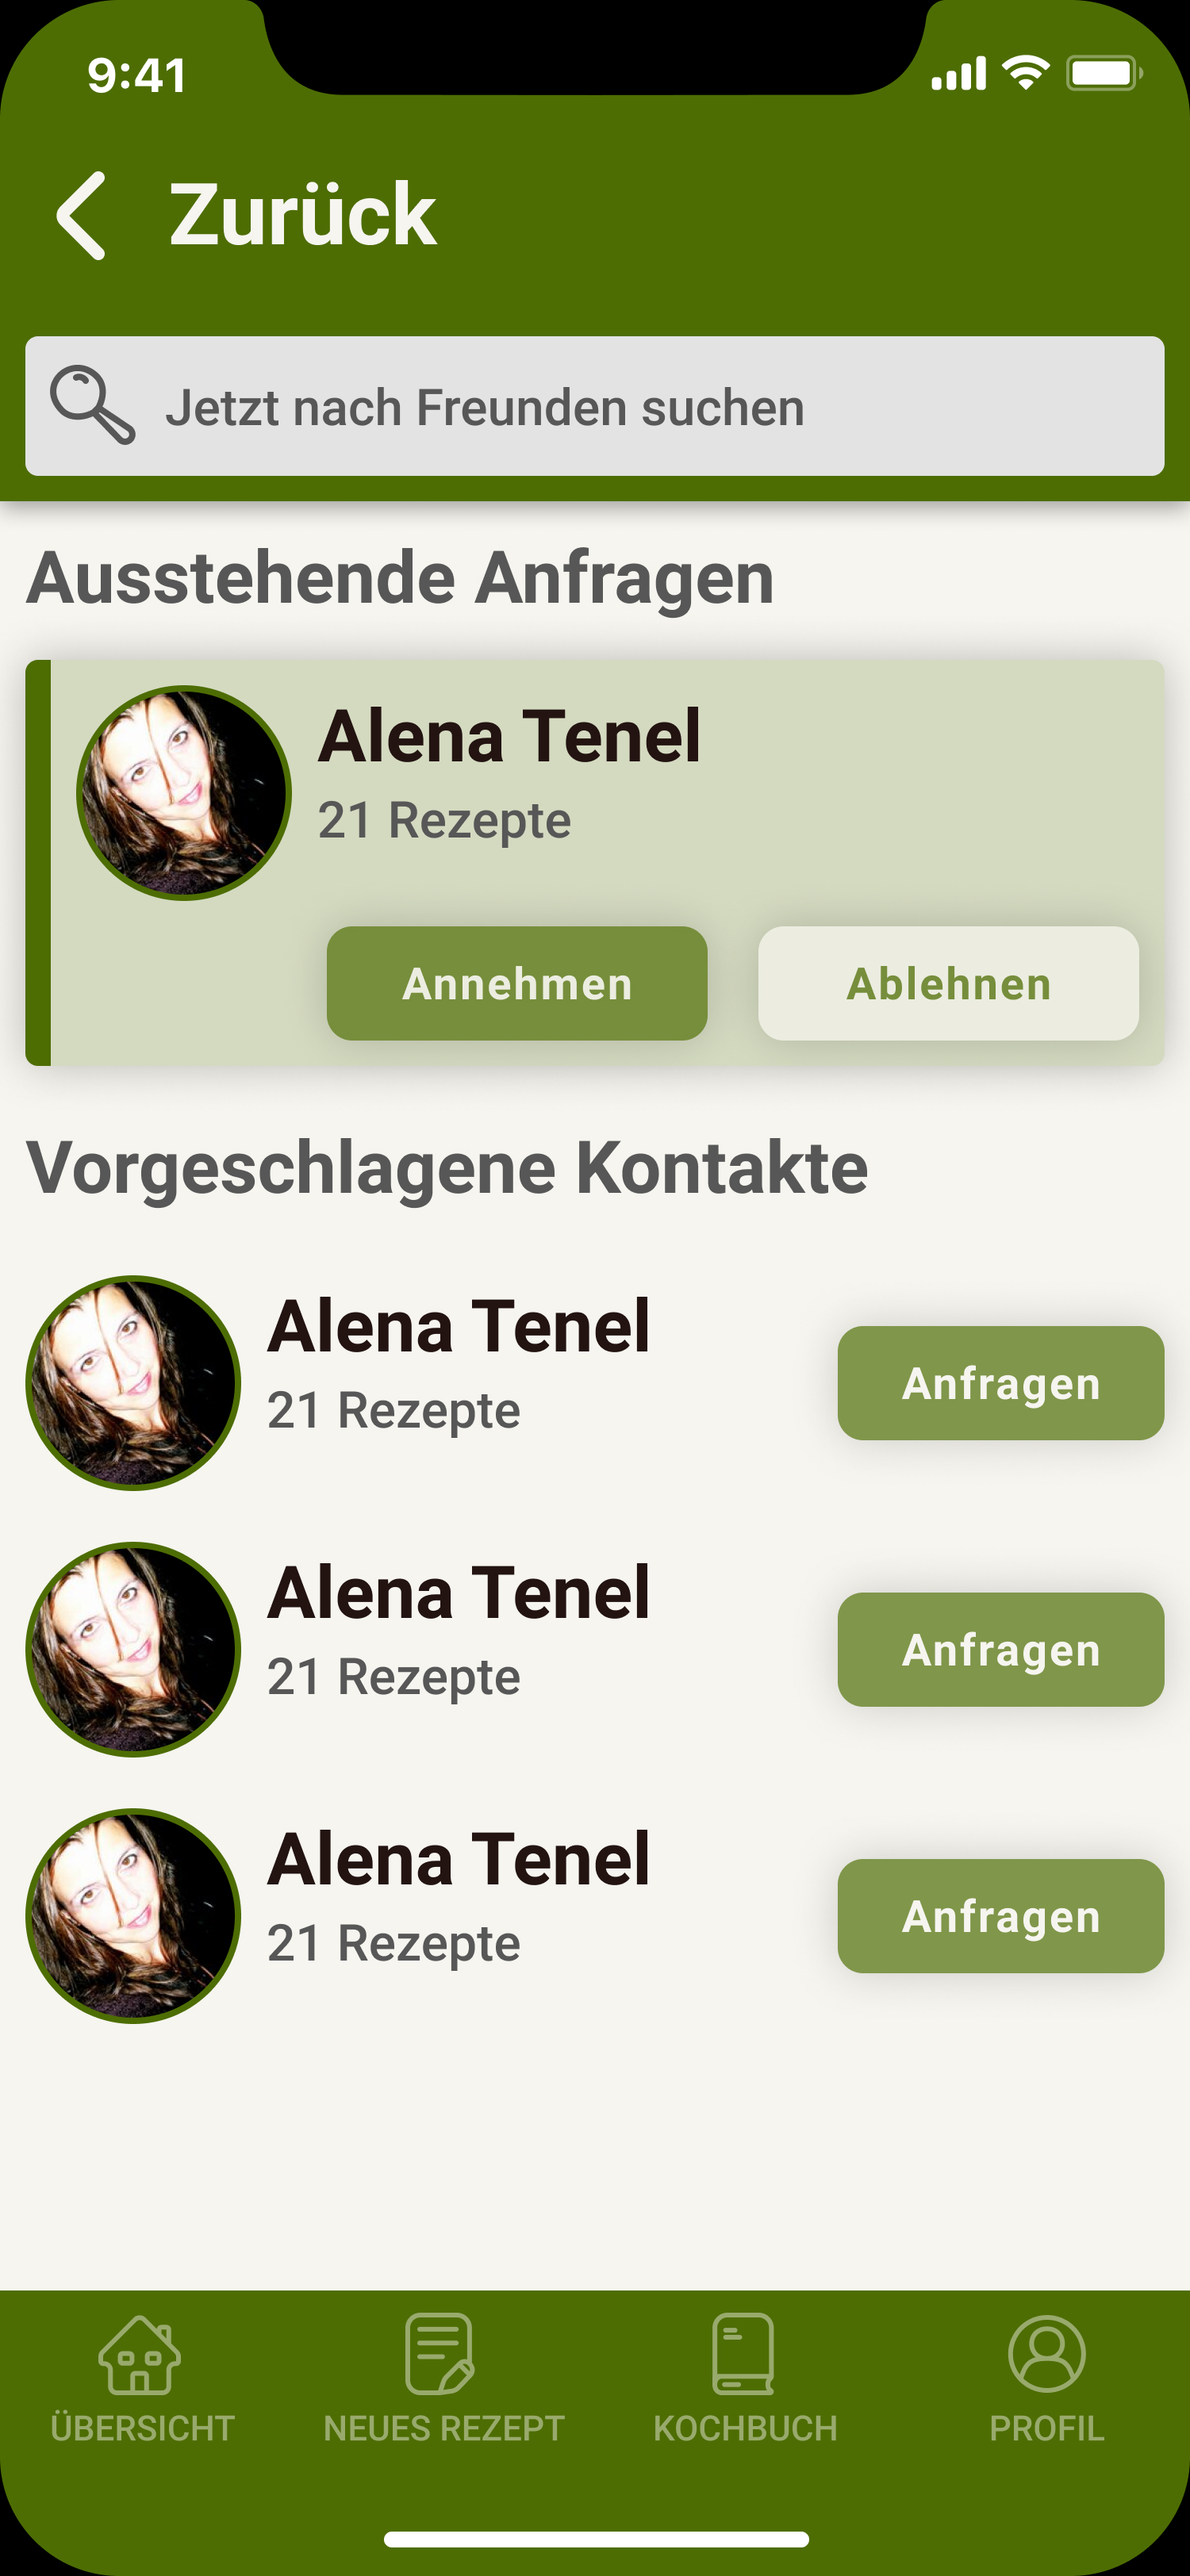 9:41
Zurück
Jetzt nach Freunden suchen
Ausstehende Anfragen
Alena Tenel
21 Rezepte
Annehmen
Ablehnen
Vorgeschlagene Kontakte
Alena Tenel
21 Rezepte
Anfragen
Alena Tenel
21 Rezepte
Anfragen
Alena Tenel
21 Rezepte
Anfragen
ÜBERSICHT
NEUES REZEPT
KOCHBUCH
PROFIL